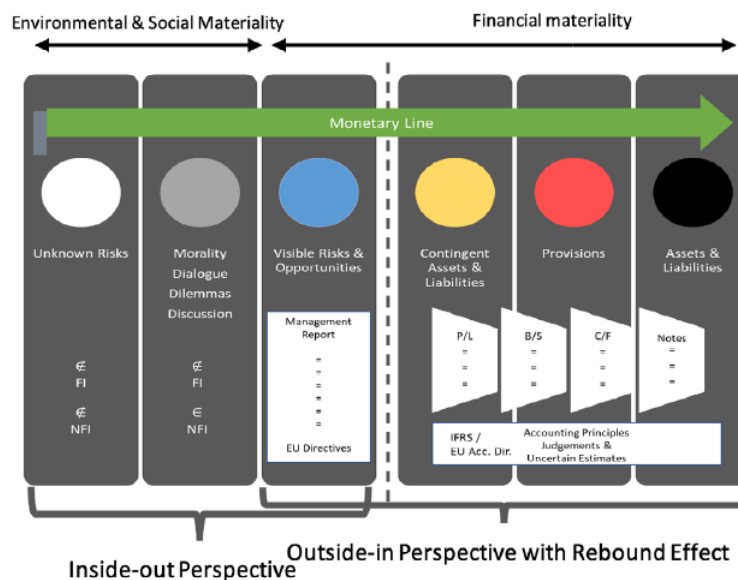 Environmental & Social Materiality
Financial materiality
Monetary Line
Unknown Risks
∉
FI
∉
NFI
Morality
Dialogue
Dilemmas
Discussion
∉
FI
∈
NFI
Visible Risks &
Opportunities
Management
Report
=
=
=
=
=
=
EU Directives
Contingent
Assets &
Liabilities
Provisions
Assets &
Liabilities
P/L
=
=
≡
B/S
=
=
≡
C/F
=
=
≡
Notes
=
=
≡
IFRS /
EU Acc. Dir.
Accounting Principles
Judgements &
Uncertain Estimates
Inside-out Perspective
Outside-in Perspective with Rebound Effect